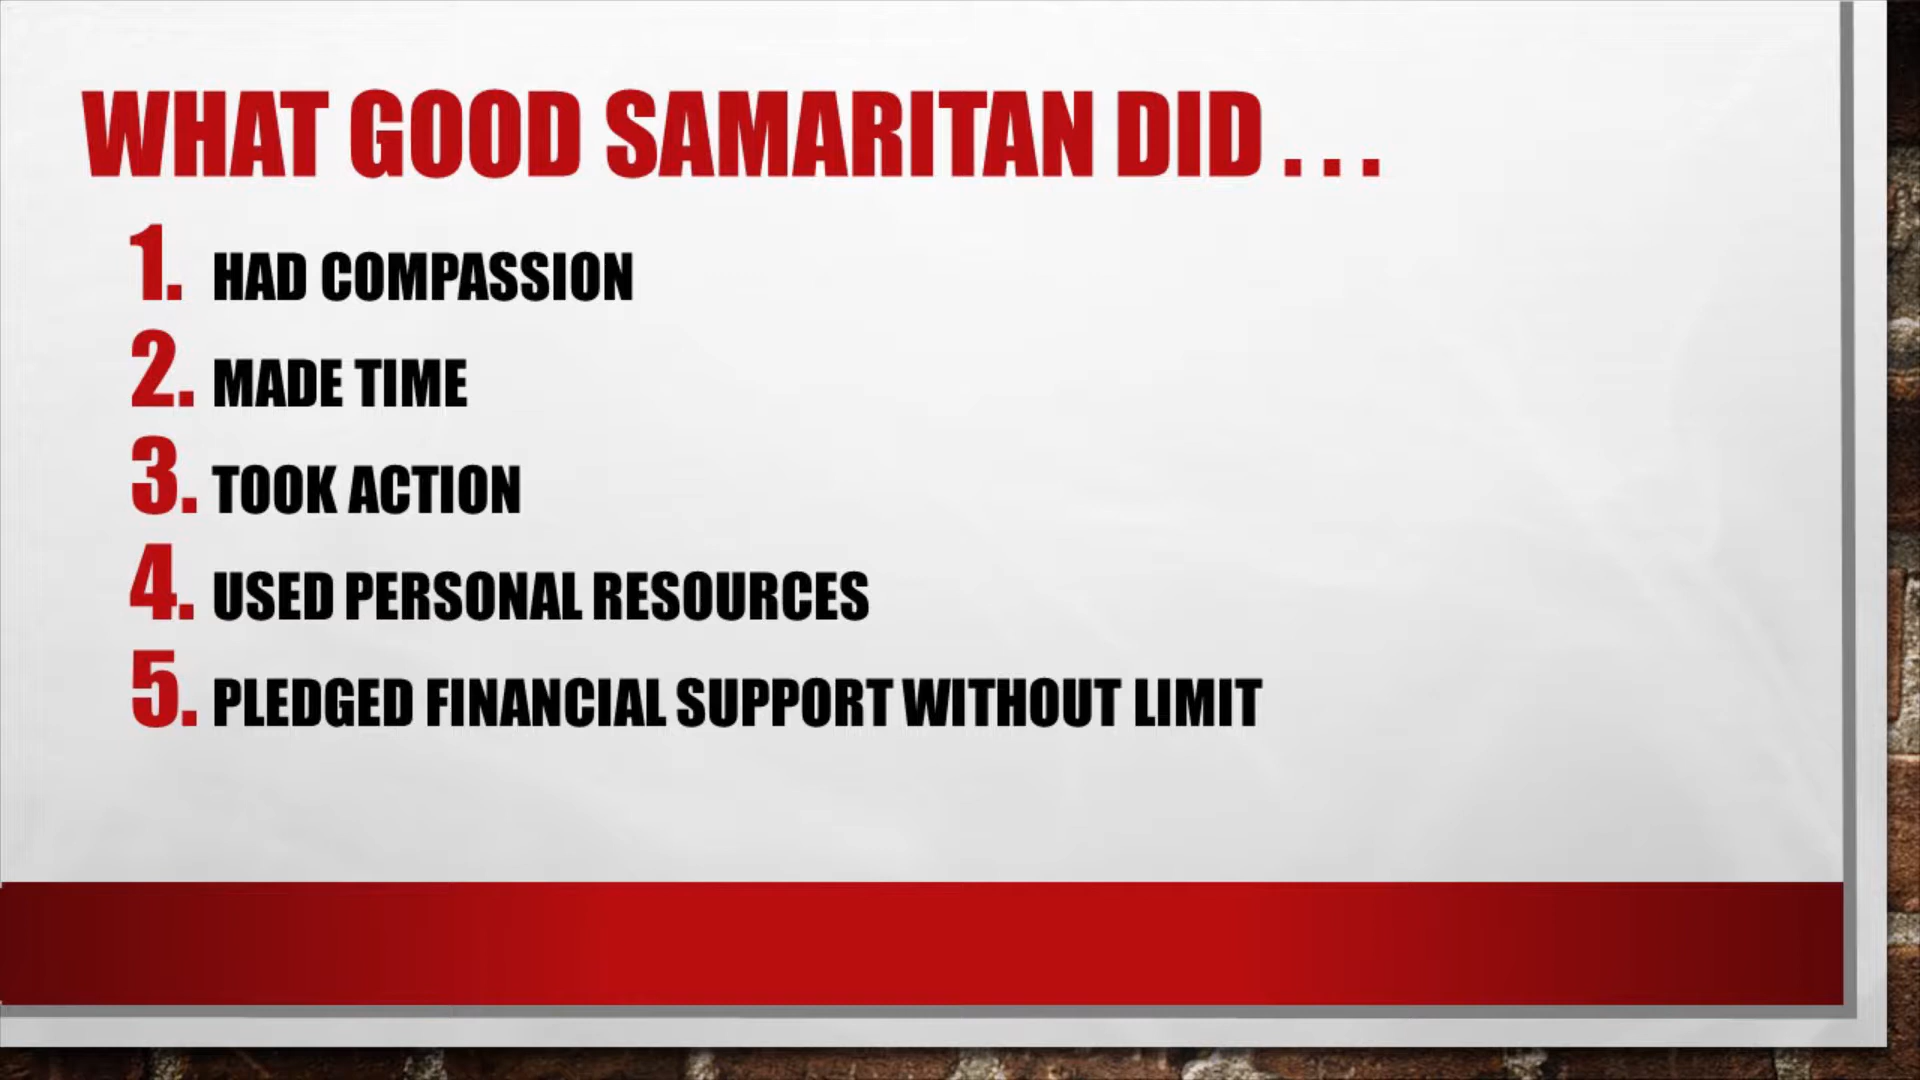 WHAT GOOD SAMARITAN DID . . .
1. HAD COMPASSION
2. MADE TIME
3. TOOK ACTION
4. USED PERSONAL RESOURCES
5. PLEDGED FINANCIAL SUPPORT WITHOUT LIMIT